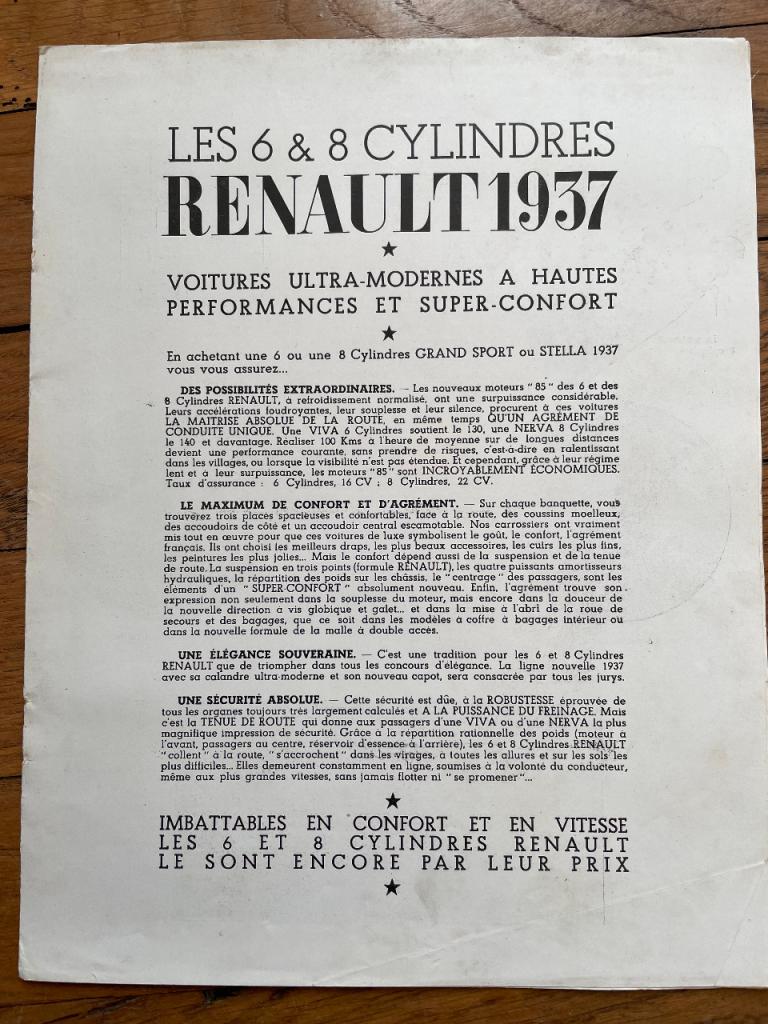 LES 6 & 8 CYLINDRES
RENAULT 1937
★
VOITURES ULTRA-MODERNES A HAUTES
PERFORMANCES ET SUPER-CONFORT
★
En achetant une 6 ou une 8 Cylindres GRAND SPORT ou STELLA 1937
vous vous assurez...
DES POSSIBILITÉS EXTRAORDINAIRES. — Les nouveaux moteurs "85" des 6 et des
8 Cylindres RENAULT, à refroidissement normalisé, ont une surpuissance considérable.
Leurs accélérations foudroyantes, leur souplesse et leur silence, procurent à ces voitures
LA MAITRISE ABSOLUE DE LA ROUTE, en même temps QU'UN AGRÉMENT DE
CONDUITE UNIQUE. Une VIVA 6 Cylindres soutient le 130, une NERVA 8 Cylindres
le 140 et davantage. Réaliser 100 Kms à l'heure de moyenne sur de longues distances
devient une performance courante, sans prendre de risques, c'est-à-dire en ralentissant
dans les villages, ou lorsque la visibilité n'est pas étendue. Et cependant, grâce à leur régime
lent et à leur surpuissance, les moteurs "85" sont INCROYABLEMENT ÉCONOMIQUES.
Taux d'assurance : 6 Cylindres, 16 CV ; 8 Cylindres, 22 CV.
LE MAXIMUM DE CONFORT ET D'AGRÉMENT. — Sur chaque banquette, vous
trouverez trois places spacieuses et confortables, face à la route, des coussins moelleux,
des accoudoirs de côté et un accoudoir central escamotable. Nos carrossiers ont vraiment
mis tout en œuvre pour que ces voitures de luxe symbolisent le goût, le confort, l'agrément
français. Ils ont choisi les meilleurs draps, les plus beaux accessoires, les cuirs les plus fins,
les peintures les plus jolies... Mais le confort dépend aussi de la suspension et de la tenue
de route. La suspension en trois points (formule RENAULT), les quatre puissants amortisseurs
hydrauliques, la répartition des poids sur les châssis, le "centrage" des passagers, sont les
éléments d'un "SUPER-CONFORT" absolument nouveau. Enfin, l'agrément trouve son
expression non seulement dans la souplesse du moteur, mais encore dans la douceur de
la nouvelle direction a vis globique et galet... et dans la mise à l'abri de la roue de
secours et des bagages, que ce soit dans les modèles à coffre à bagages intérieur ou
dans la nouvelle formule de la malle à double accès.
UNE ÉLÉGANCE SOUVERAINE. — C'est une tradition pour les 6 et 8 Cylindres
RENAULT que de triompher dans tous les concours d'élégance. La ligne nouvelle 1937
avec sa calandre ultra-moderne et son nouveau capot, sera consacrée par tous les jurys.
UNE SÉCURITÉ ABSOLUE. — Cette sécurité est dûe, à la ROBUSTESSE éprouvée de
tous les organes toujours très largement calculés et A LA PUISSANCE DU FREINAGE. Mais
c'est la TENUE DE ROUTE qui donne aux passagers d'une VIVA ou d'une NERVA la plus
magnifique impression de sécurité. Grâce à la répartition rationnelle des poids (moteur à
l'avant, passagers au centre, réservoir d'essence à l'arrière), les 6 et 8 Cylindres RENAULT
"collent" à la route, "s'accrochent" dans les virages, à toutes les allures et sur les sols les
plus difficiles... Elles demeurent constamment en ligne, soumises à la volonté du conducteur,
même aux plus grandes vitesses, sans jamais flotter ni "se promener"...
★
IMBATTABLES EN CONFORT ET EN VITESSE
LES 6 ET 8 CYLINDRES RENAULT
LE SONT ENCORE PAR LEUR PRIX
★